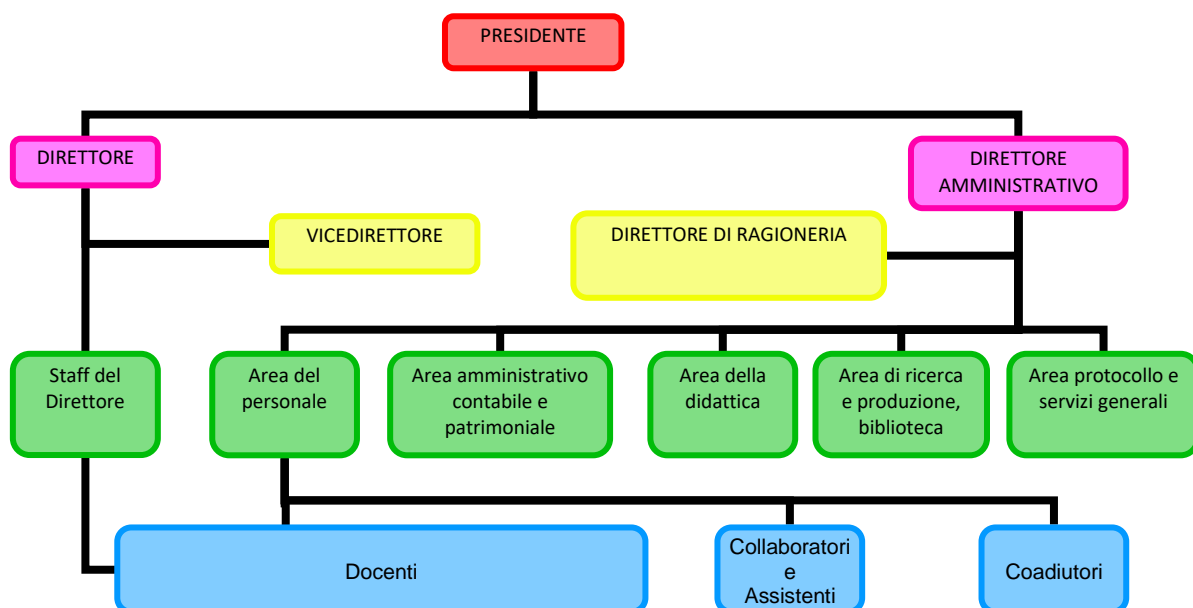 PRESIDENTE
DIRETTORE
DIRETTORE
AMMINISTRATIVO
VICEDIRETTORE
DIRETTORE DI RAGIONERIA
Staff del
Direttore
Area del
personale
Area amministrativo
contabile e
patrimoniale
Area della
didattica
Area di ricerca
e produzione,
biblioteca
Area protocollo e
servizi generali
Docenti
Collaboratori
e
Assistenti
Coadiutori